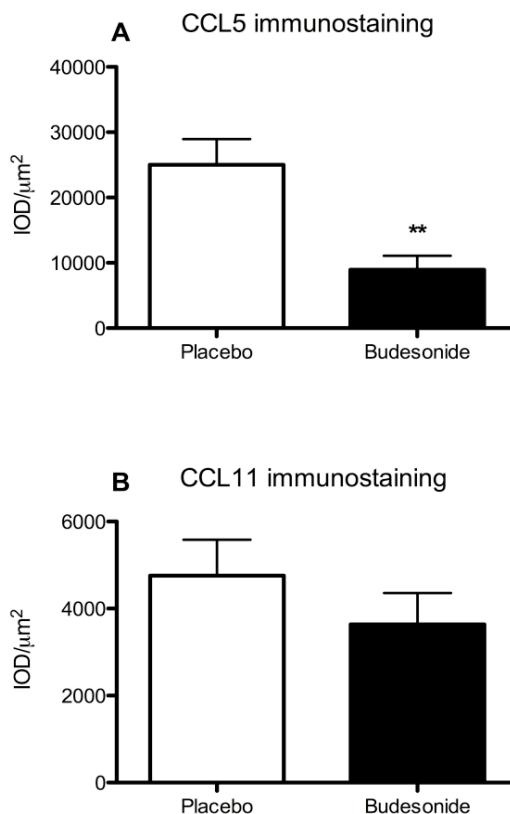 A CCL5 immunostaining
40000
30000
20000
10000
0
IOD/μm²
**
Placebo Budesonide
B CCL11 immunostaining
6000
4000
2000
0
IOD/μm²
Placebo Budesonide